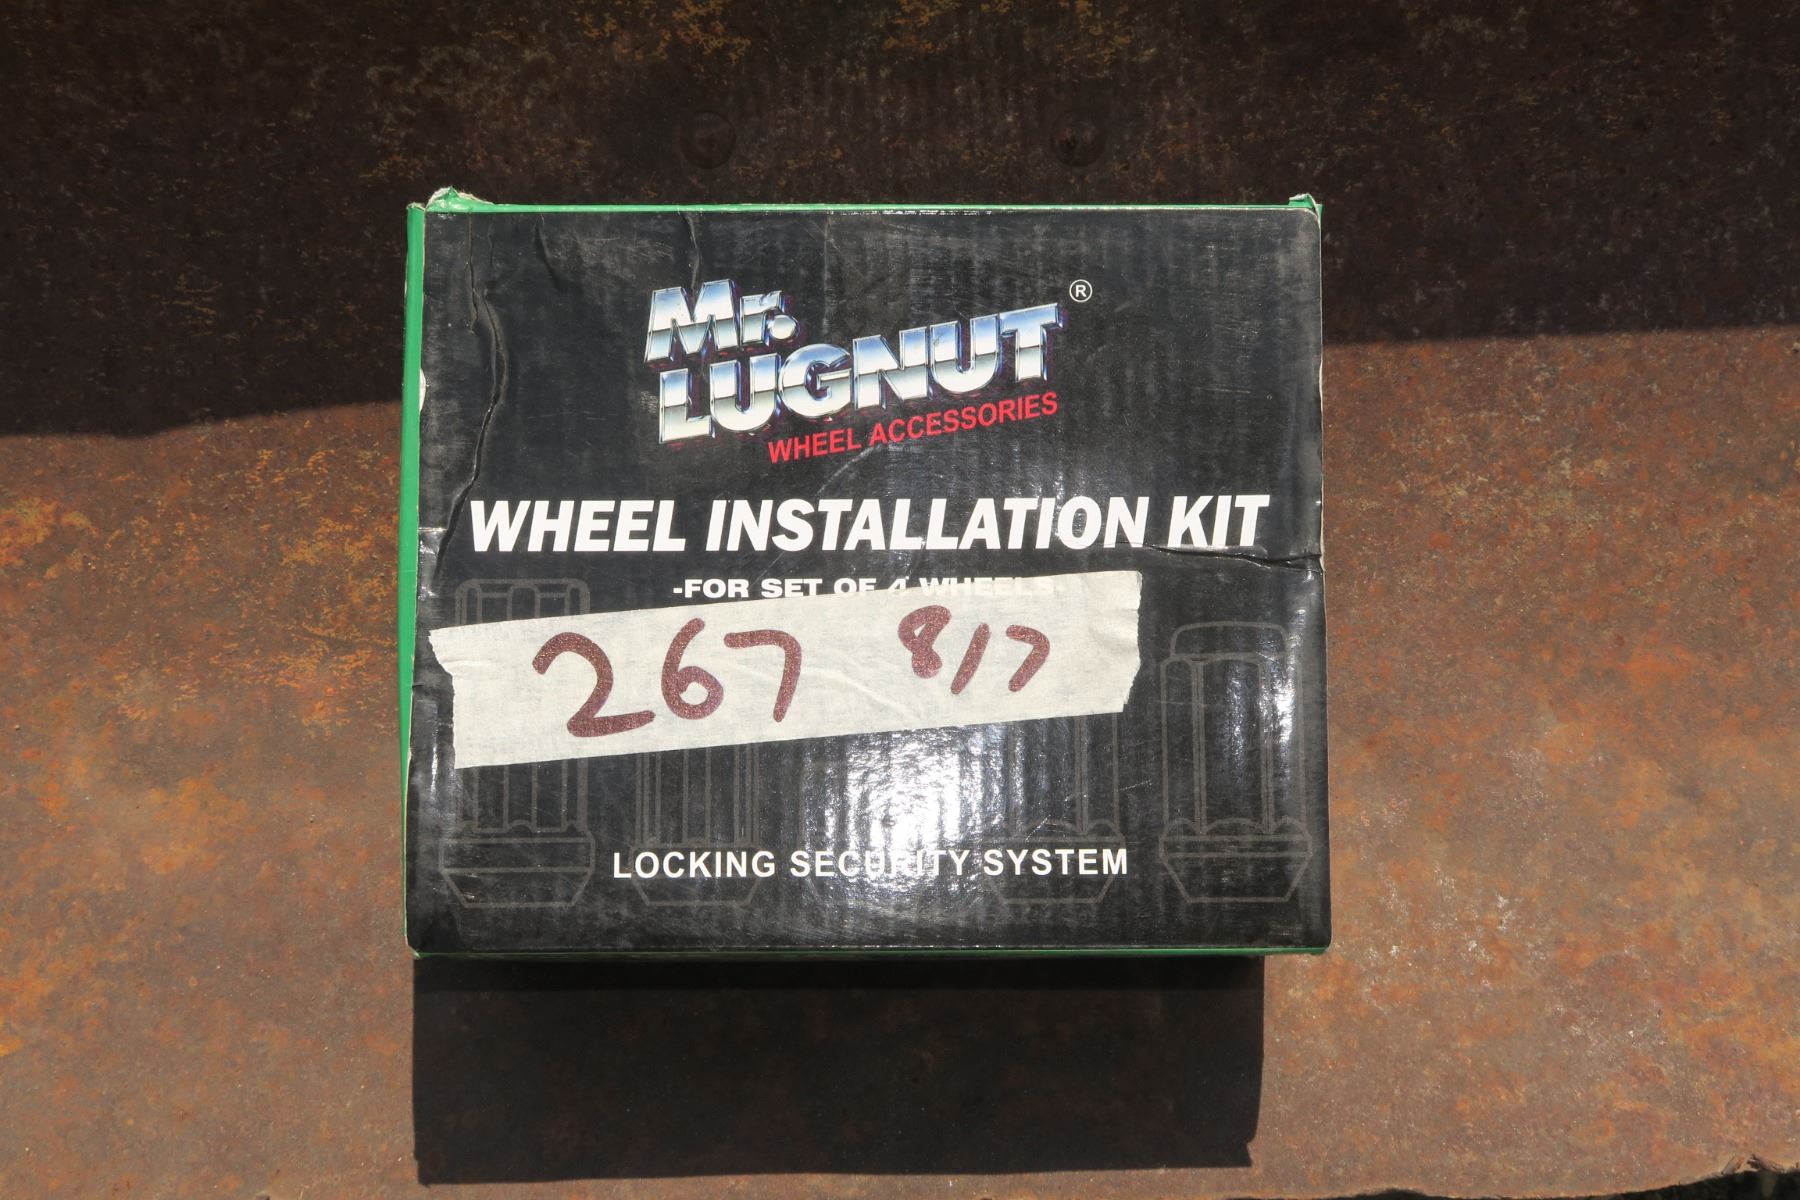 Mr.
LUGNUT ®
WHEEL ACCESSORIES
WHEEL INSTALLATION KIT
-FOR SET OF 4 WHEELS-
267 8/7
LOCKING SECURITY SYSTEM